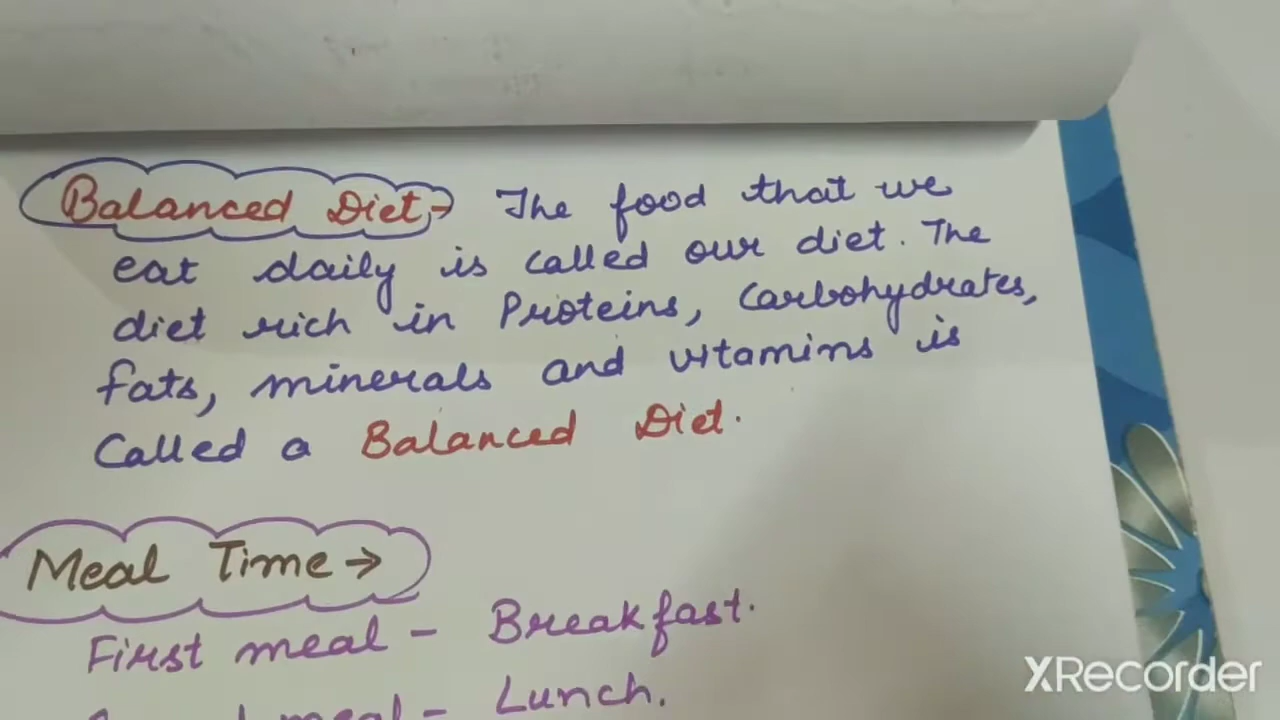 Balanced Diet,→ The food that we
eat daily is called our diet. The
diet rich in Proteins, Carbohydrates,
fats, minerals and vitamins is
Called a Balanced Diet.
Meal Time →
First meal - Breakfast.
meal - Lunch.
XRecorder